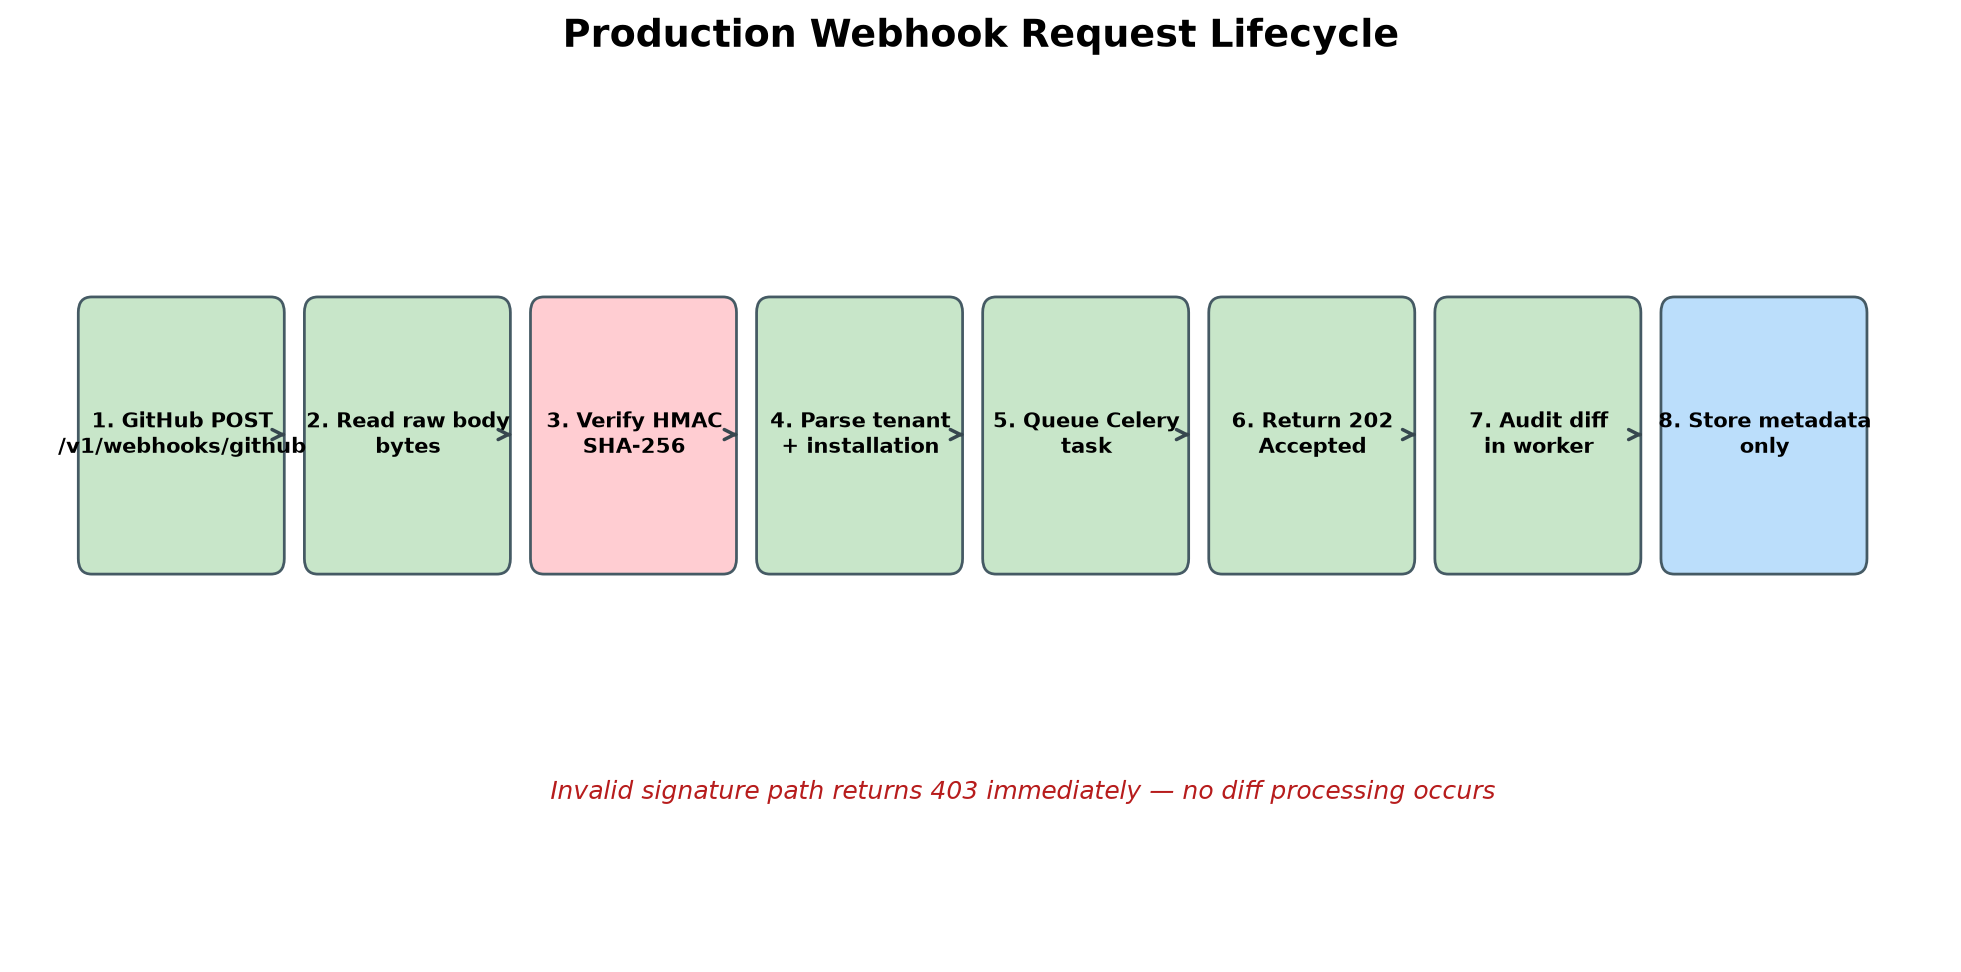 Production Webhook Request Lifecycle
1. GitHub POST
/v1/webhooks/github
2. Read raw body
bytes
3. Verify HMAC
SHA-256
4. Parse tenant
+ installation
5. Queue Celery
task
6. Return 202
Accepted
7. Audit diff
in worker
8. Store metadata
only
Invalid signature path returns 403 immediately — no diff processing occurs